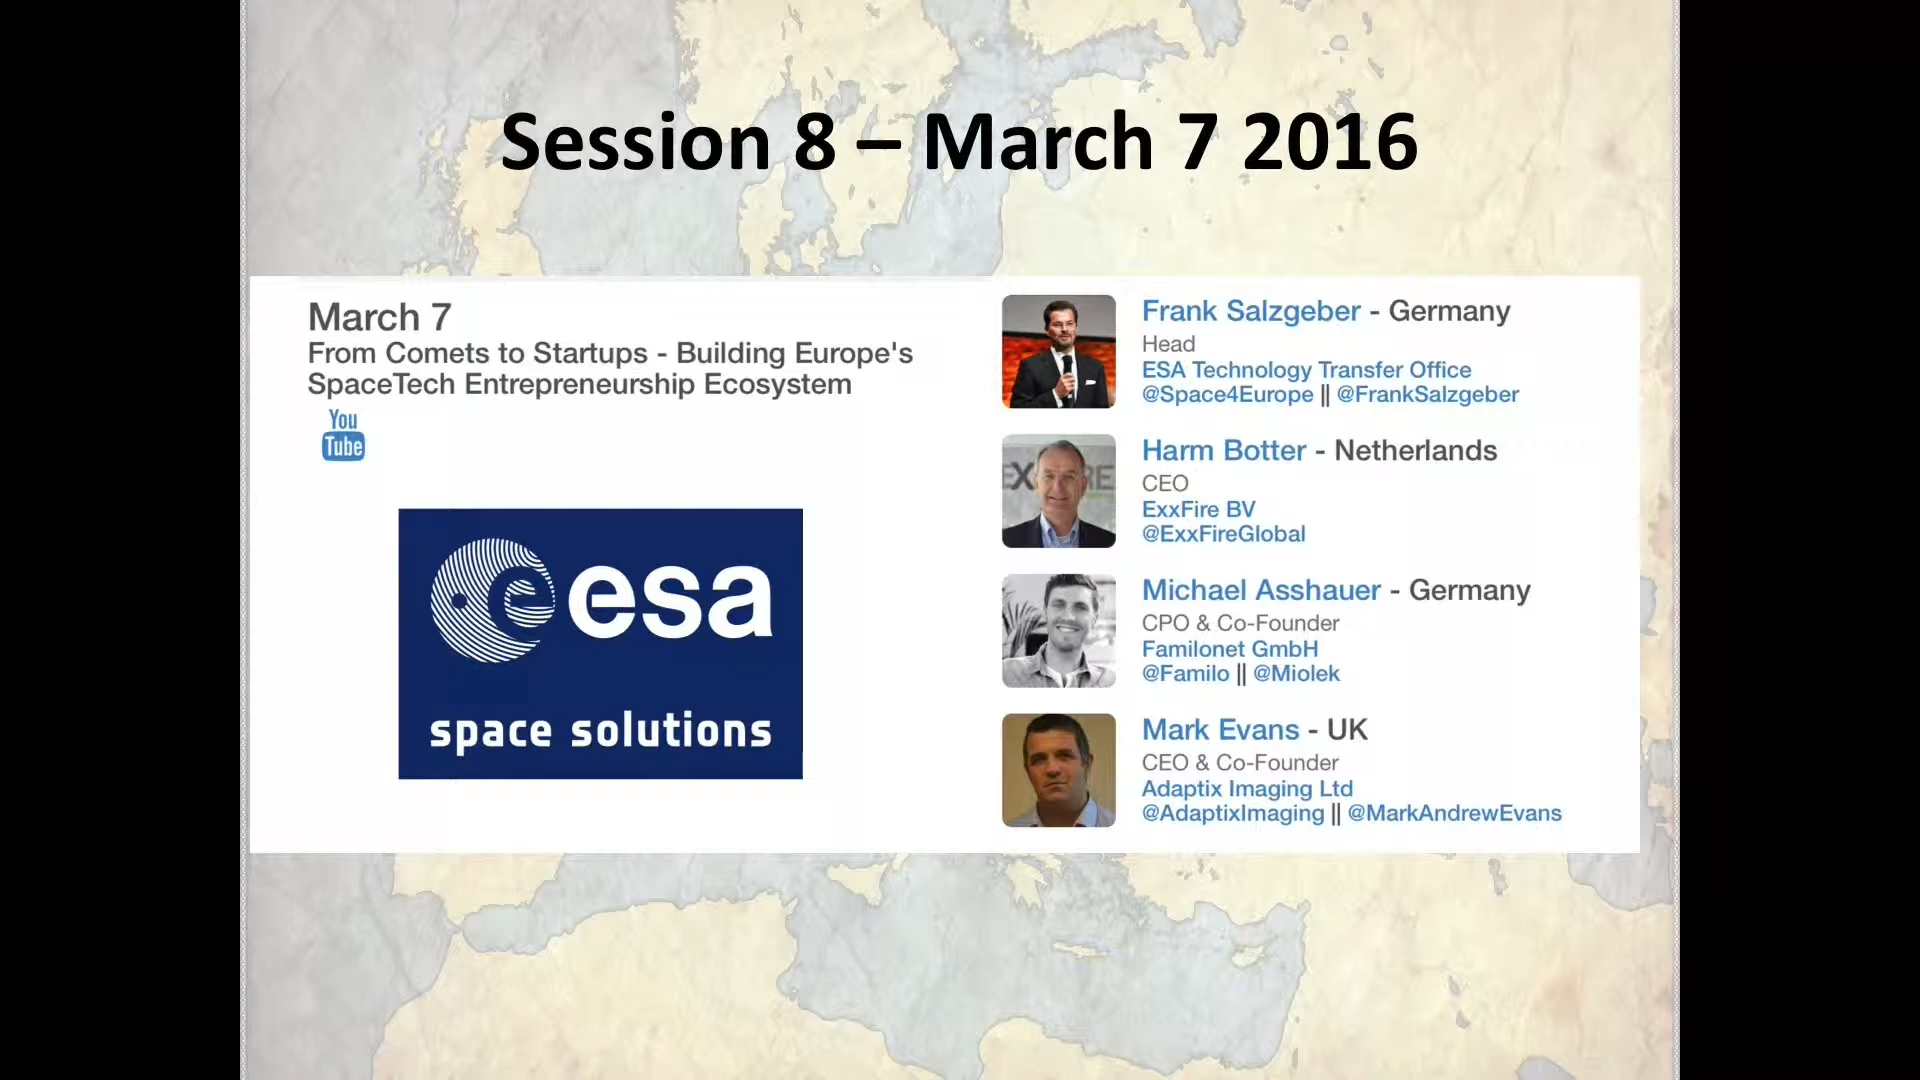 Session 8 – March 7 2016
March 7
From Comets to Startups - Building Europe's
SpaceTech Entrepreneurship Ecosystem
You
Tube
esa
space solutions
Frank Salzgeber - Germany
Head
ESA Technology Transfer Office
@Space4Europe || @FrankSalzgeber
Harm Botter - Netherlands
CEO
ExxFire BV
@ExxFireGlobal
Michael Asshauer - Germany
CPO & Co-Founder
Familonet GmbH
@Familo || @Miolek
Mark Evans - UK
CEO & Co-Founder
Adaptix Imaging Ltd
@AdaptixImaging || @MarkAndrewEvans